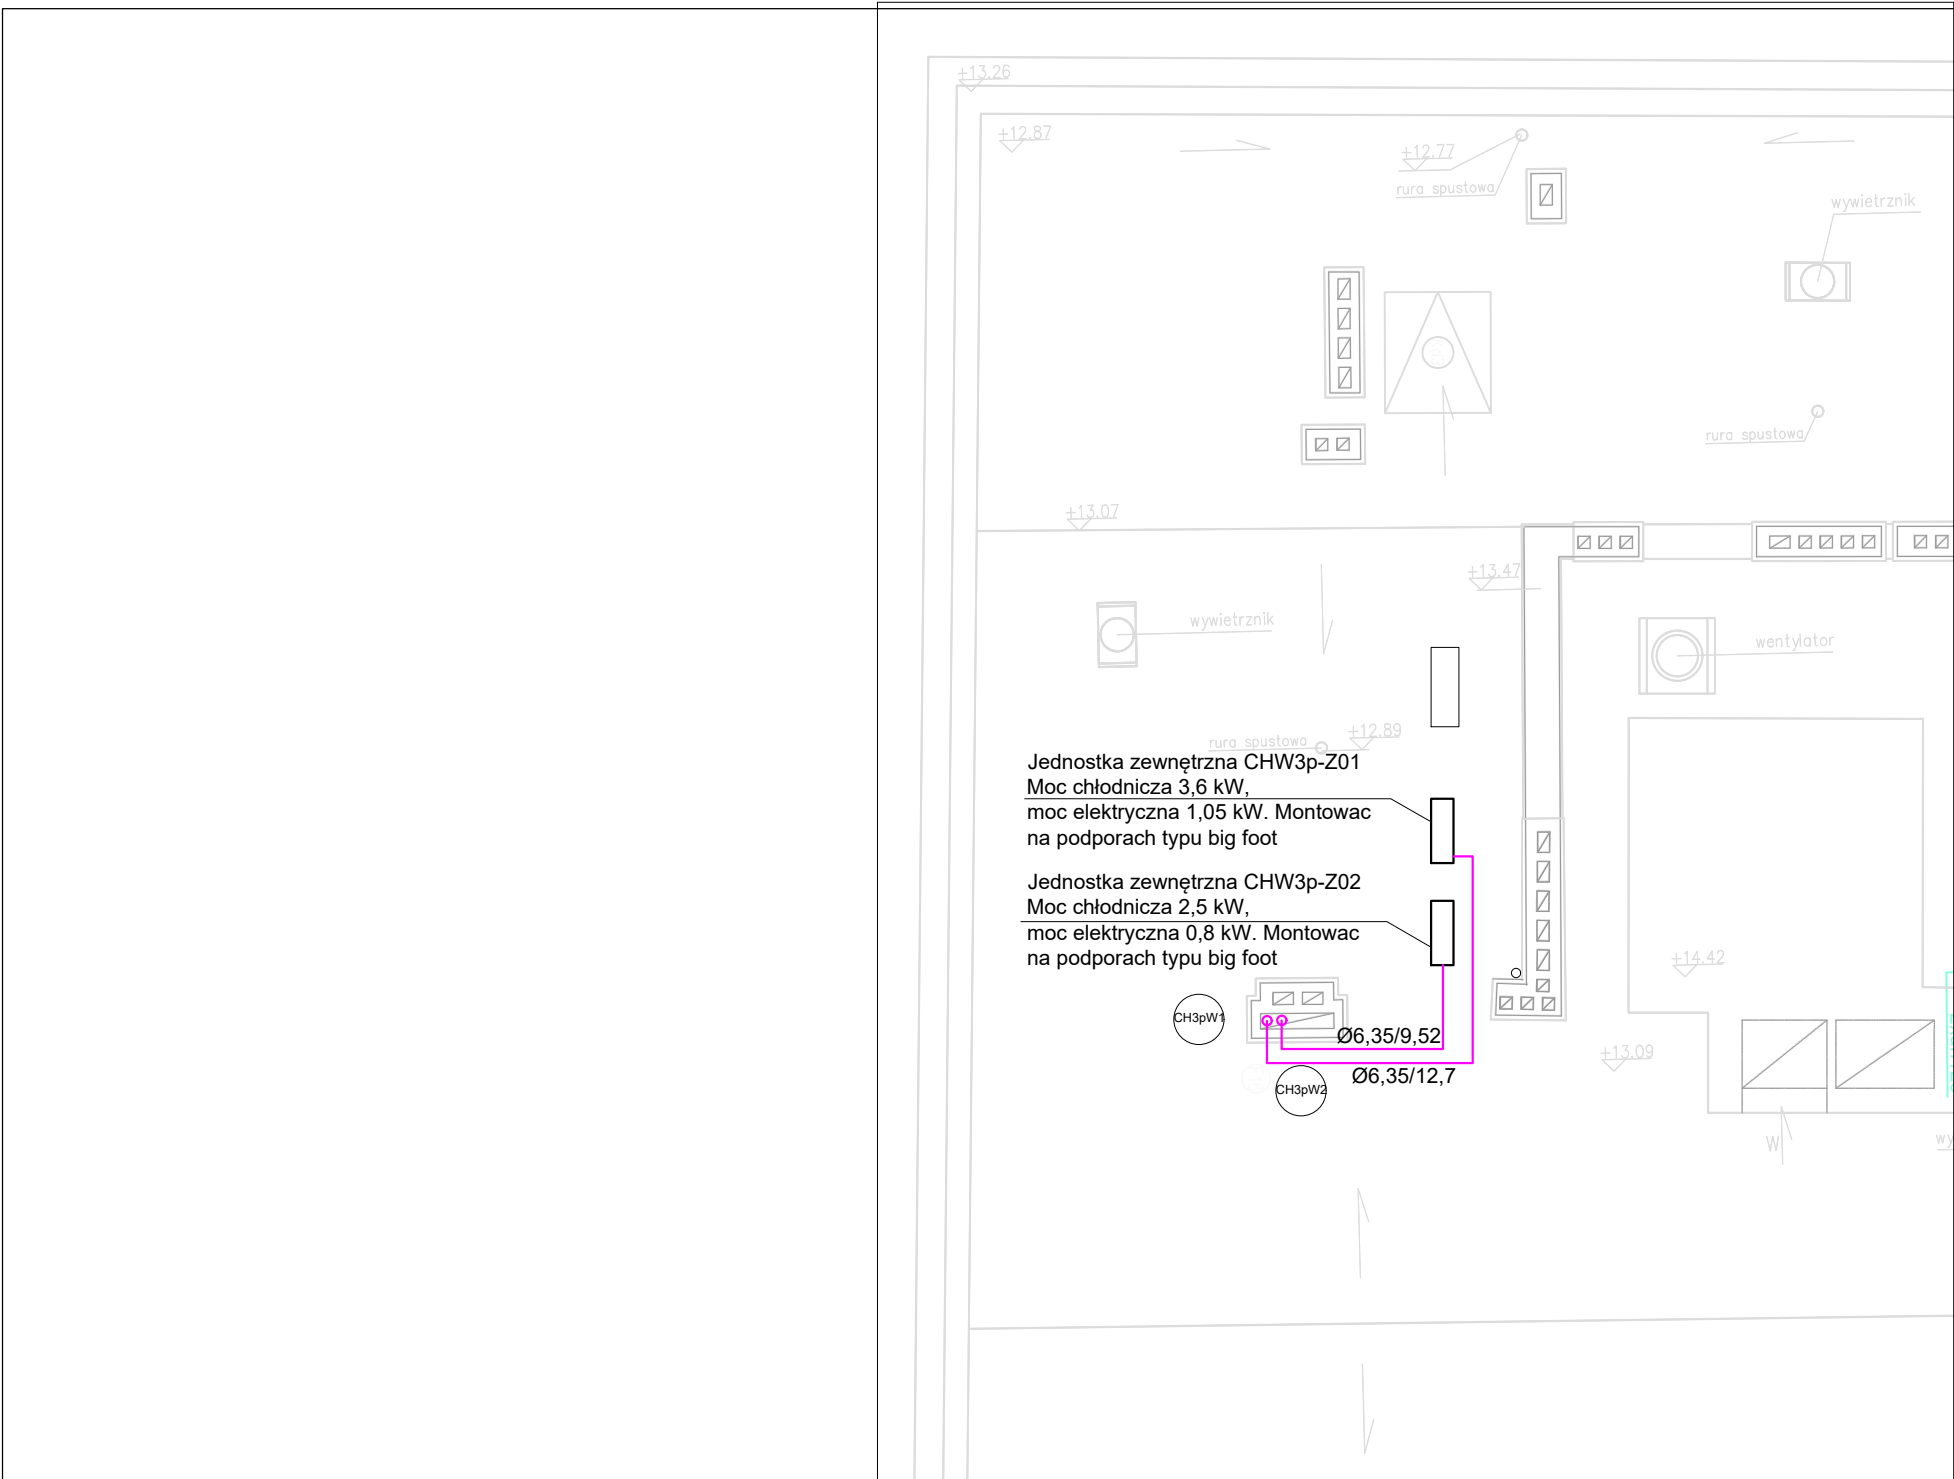 +13.26
+12.87
+12.77
rura spustowa
wywietrznik
rura spustowa
+13.07
+13.47
wywietrznik
wentylator
+12.89
rura spustowa
Jednostka zewnętrzna CHW3p-Z01
Moc chłodnicza 3,6 kW,
moc elektryczna 1,05 kW. Montowac
na podporach typu big foot
Jednostka zewnętrzna CHW3p-Z02
Moc chłodnicza 2,5 kW,
moc elektryczna 0,8 kW. Montowac
na podporach typu big foot
+14.42
CH3pW1
Ø6,35/9,52
+13.09
Ø6,35/12,7
CH3pW2
W
wy